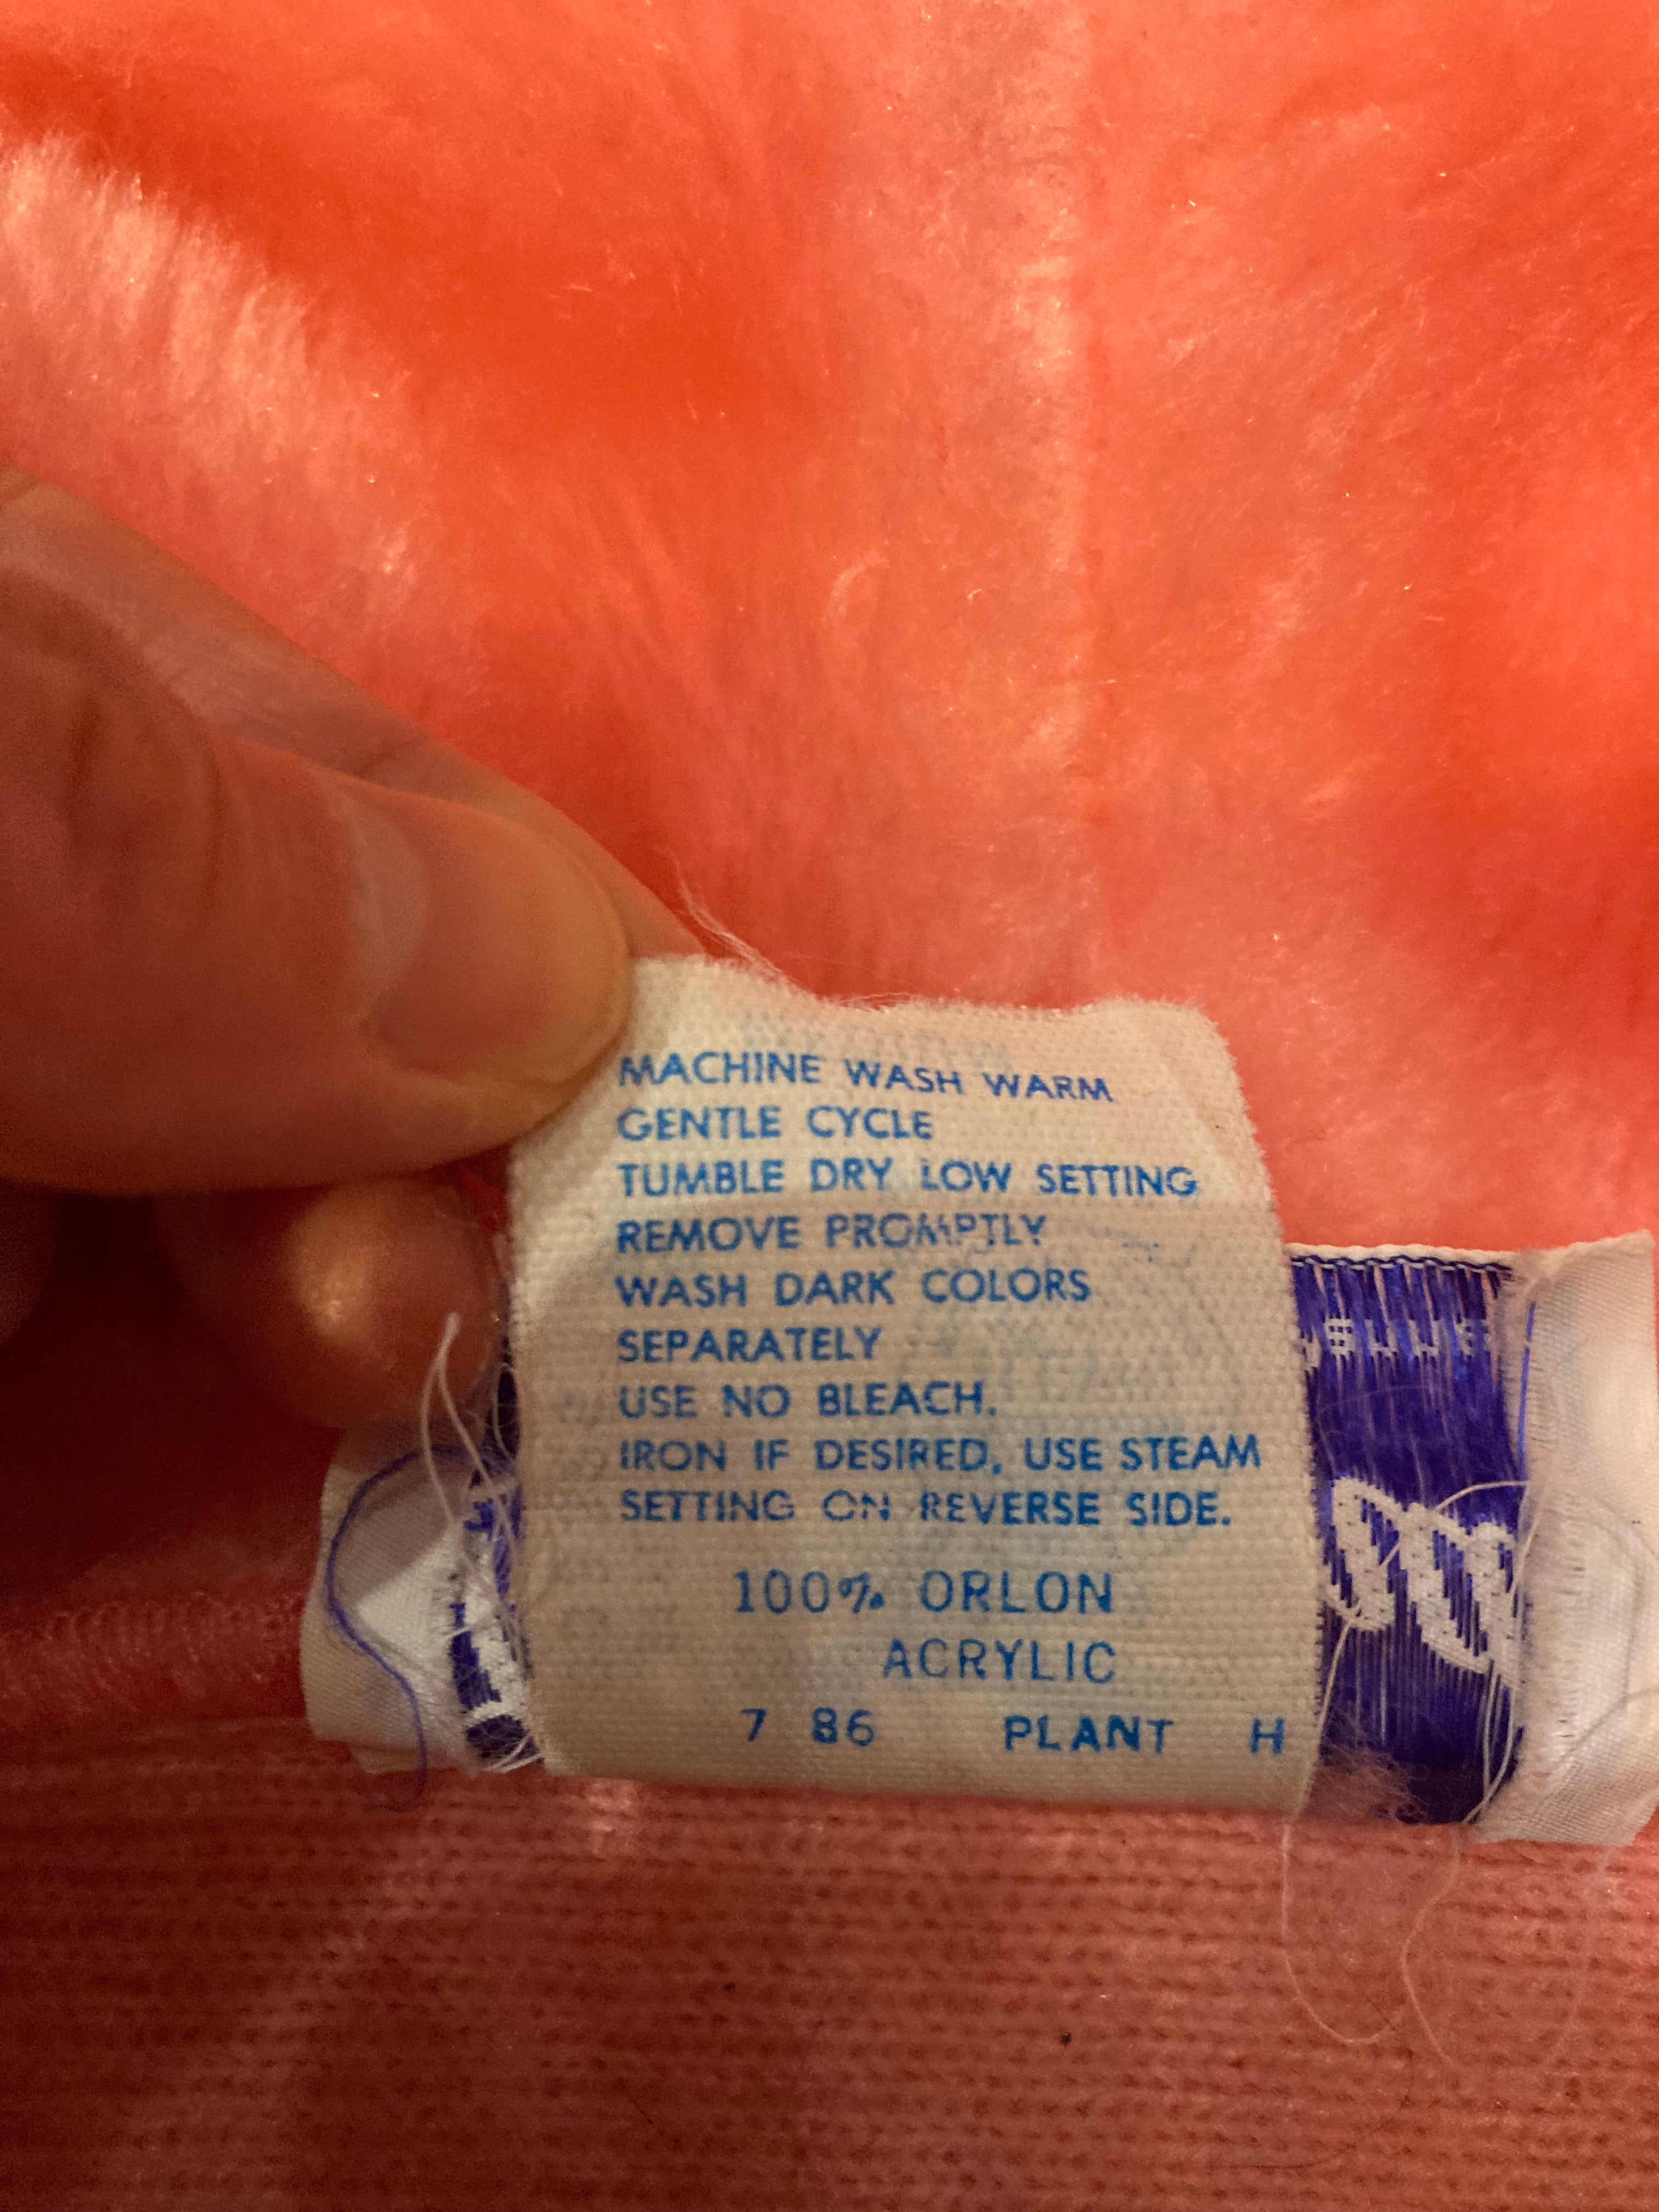 MACHINE WASH WARM
GENTLE CYCLE
TUMBLE DRY LOW SETTING
REMOVE PROMPTLY
WASH DARK COLORS
SEPARATELY
USE NO BLEACH.
IRON IF DESIRED. USE STEAM
SETTING ON REVERSE SIDE.
100% ORLON
ACRYLIC
7 86 PLANT H